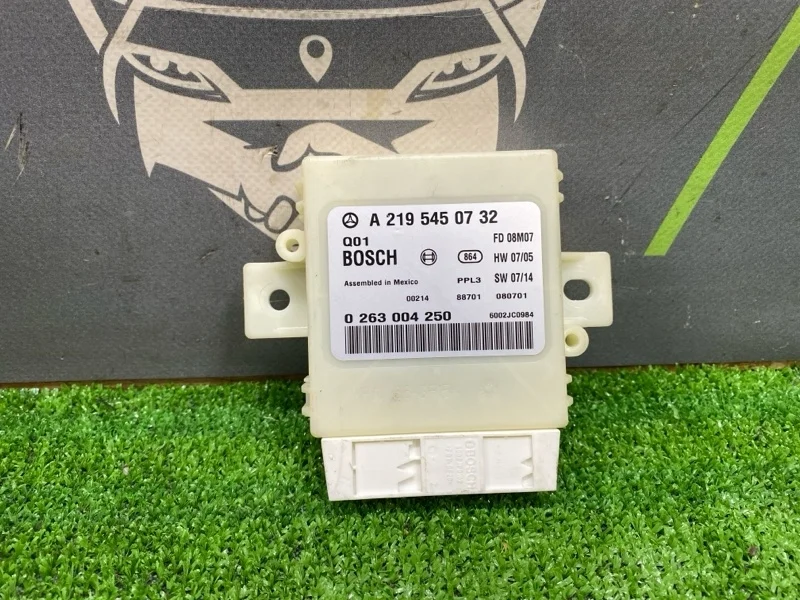 A 219 545 07 32
Q01
FD 08M07
BOSCH
864
HW 07/05
Assembled in Mexico
PPL3
SW 07/14
00214
88701
080701
0 263 004 250
6002JC0984